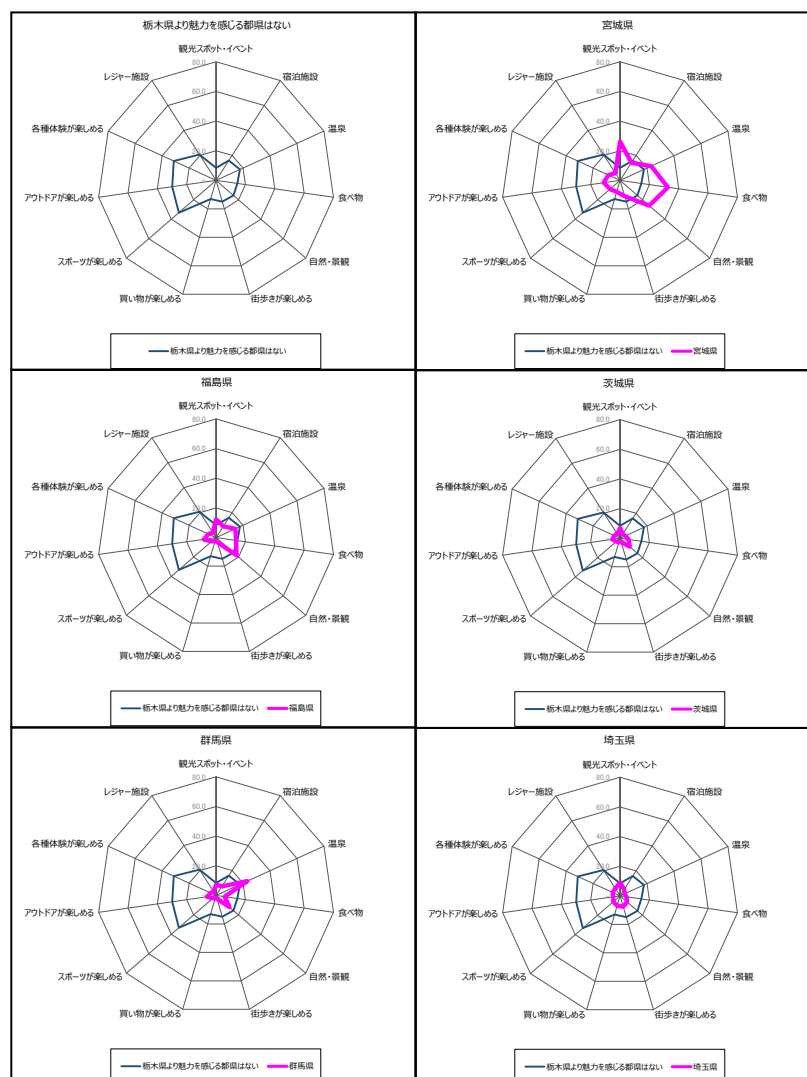 栃木県より魅力を感じる都県はない
観光スポット・イベント
80.0
60.0
40.0
20.0
宿泊施設
温泉
食べ物
自然・景観
街歩きが楽しめる
買い物が楽しめる
スポーツが楽しめる
アウトドアが楽しめる
各種体験が楽しめる
レジャー施設
栃木県より魅力を感じる都県はない
宮城県
観光スポット・イベント
80.0
60.0
40.0
20.0
宿泊施設
温泉
食べ物
自然・景観
街歩きが楽しめる
買い物が楽しめる
スポーツが楽しめる
アウトドアが楽しめる
各種体験が楽しめる
レジャー施設
栃木県より魅力を感じる都県はない 宮城県
福島県
観光スポット・イベント
80.0
60.0
40.0
20.0
宿泊施設
温泉
食べ物
自然・景観
街歩きが楽しめる
買い物が楽しめる
スポーツが楽しめる
アウトドアが楽しめる
各種体験が楽しめる
レジャー施設
栃木県より魅力を感じる都県はない 福島県
茨城県
観光スポット・イベント
80.0
60.0
40.0
20.0
宿泊施設
温泉
食べ物
自然・景観
街歩きが楽しめる
買い物が楽しめる
スポーツが楽しめる
アウトドアが楽しめる
各種体験が楽しめる
レジャー施設
栃木県より魅力を感じる都県はない 茨城県
群馬県
観光スポット・イベント
80.0
60.0
40.0
20.0
宿泊施設
温泉
食べ物
自然・景観
街歩きが楽しめる
買い物が楽しめる
スポーツが楽しめる
アウトドアが楽しめる
各種体験が楽しめる
レジャー施設
栃木県より魅力を感じる都県はない 群馬県
埼玉県
観光スポット・イベント
80.0
60.0
40.0
20.0
宿泊施設
温泉
食べ物
自然・景観
街歩きが楽しめる
買い物が楽しめる
スポーツが楽しめる
アウトドアが楽しめる
各種体験が楽しめる
レジャー施設
栃木県より魅力を感じる都県はない 埼玉県